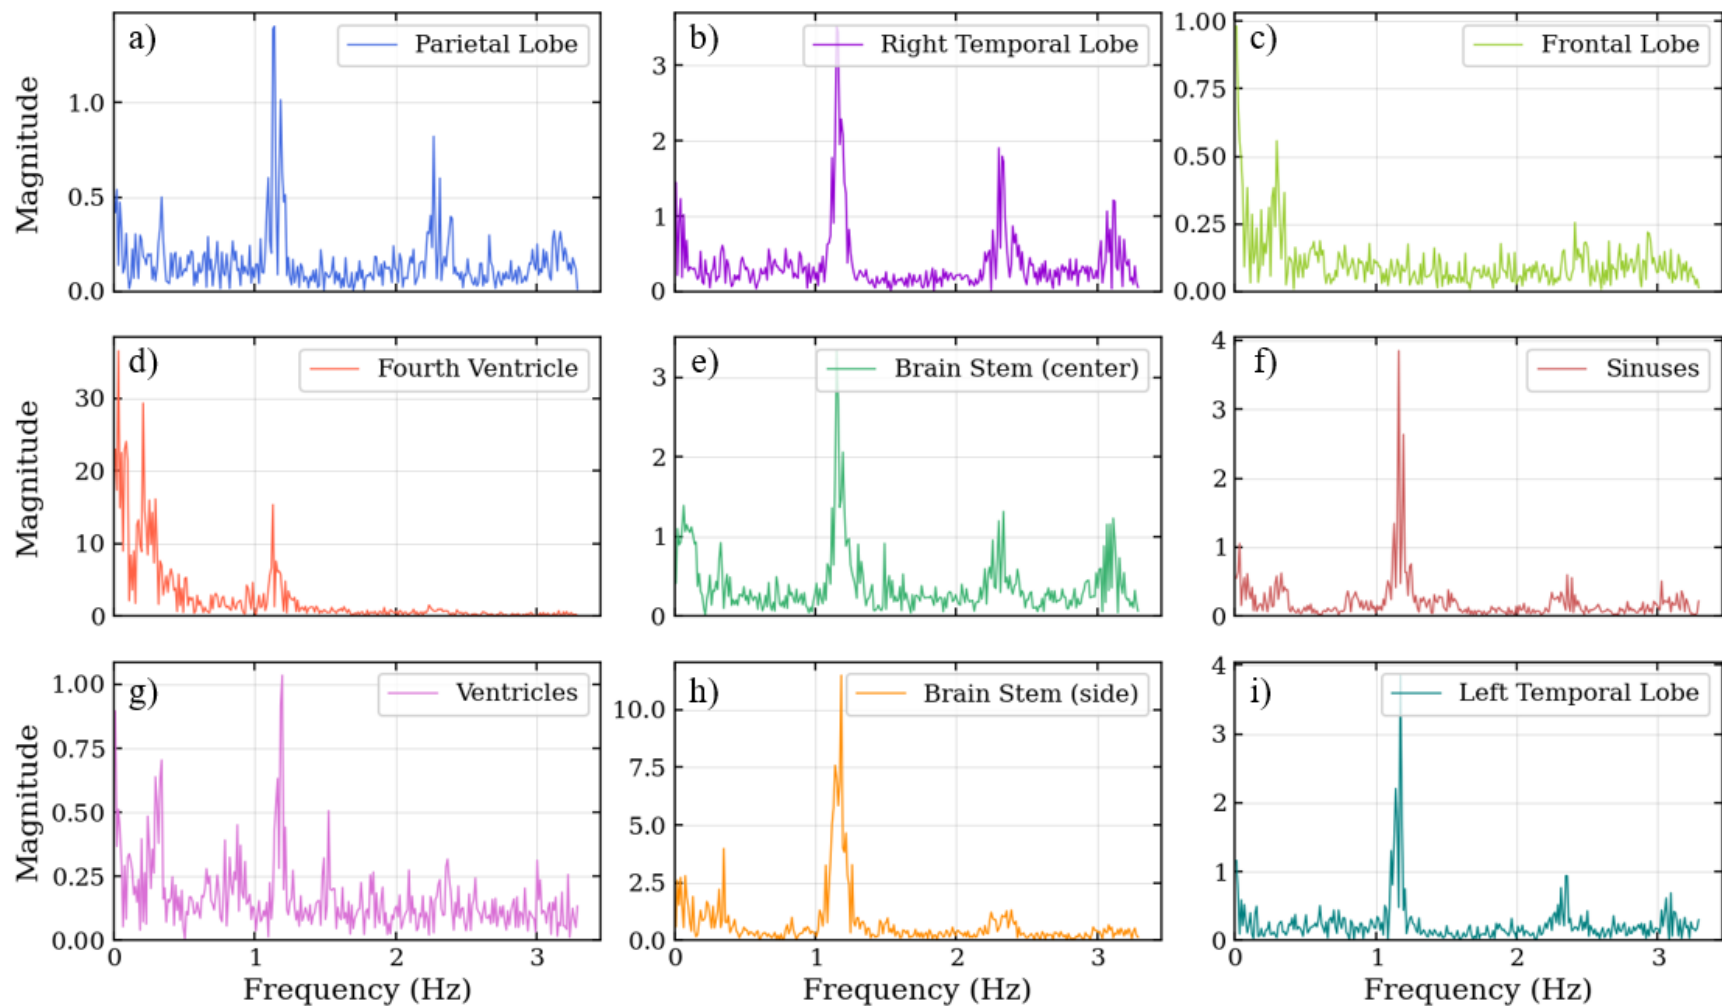 a)
Parietal Lobe
b)
Right Temporal Lobe
c)
Frontal Lobe
Magnitude
1.0
0.5
0.0
3
2
1
0
1.00
0.75
0.50
0.25
0.00
d)
Fourth Ventricle
e)
Brain Stem (center)
f)
Sinuses
Magnitude
30
20
10
0
3
2
1
0
4
3
2
1
0
g)
Ventricles
h)
Brain Stem (side)
i)
Left Temporal Lobe
Magnitude
1.00
0.75
0.50
0.25
0.00
10.0
7.5
5.0
2.5
0.0
4
3
2
1
0
0 1 2 3
0 1 2 3
0 1 2 3
Frequency (Hz)
Frequency (Hz)
Frequency (Hz)